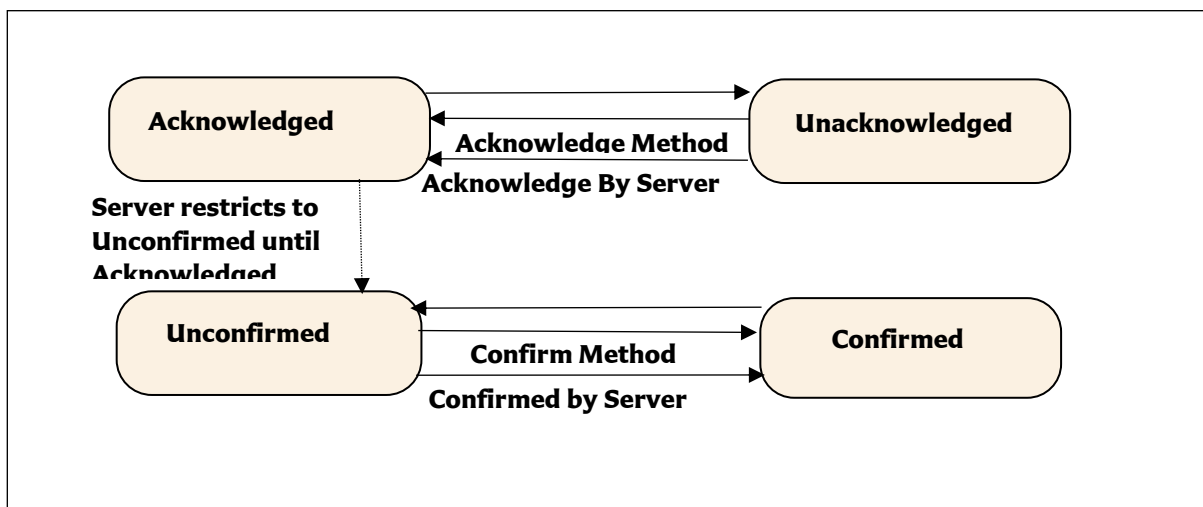 Acknowledged
Unacknowledged
Acknowledge Method
Acknowledge By Server
Server restricts to
Unconfirmed until
Acknowledged
Unconfirmed
Confirmed
Confirm Method
Confirmed by Server